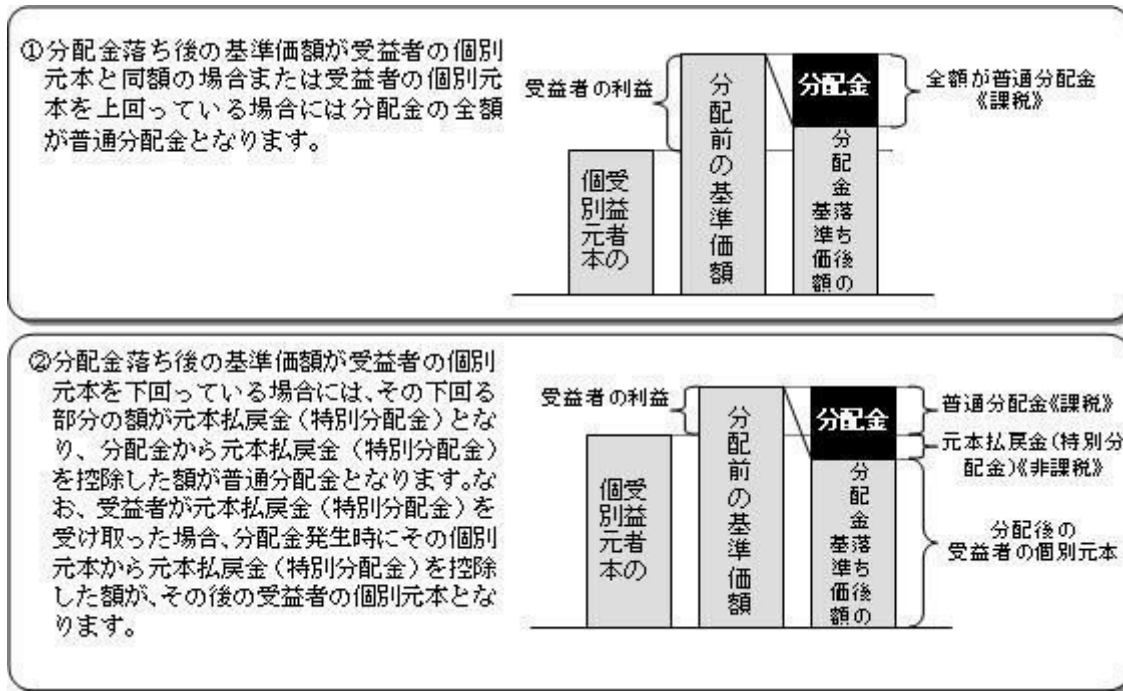 ①分配金落ち後の基準価額が受益者の個別
元本と同額の場合または受益者の個別元
本を上回っている場合には分配金の全額
が普通分配金となります。
受益者の利益
受益者の
個別元本
分配前の基準価額
分配金
分配金落ち後の
基準価額
全額が普通分配金
《課税》
②分配金落ち後の基準価額が受益者の個別
元本を下回っている場合には、その下回る
部分の額が元本払戻金（特別分配金）とな
り、分配金から元本払戻金（特別分配金）
を控除した額が普通分配金となります。な
お、受益者が元本払戻金（特別分配金）を
受け取った場合、分配金発生時にその個別
元本から元本払戻金（特別分配金）を控除
した額が、その後の受益者の個別元本とな
ります。
受益者の利益
受益者の
個別元本
分配前の基準価額
分配金
分配金落ち後の
基準価額
普通分配金《課税》
元本払戻金(特別分
配金)《非課税》
分配後の
受益者の個別元本